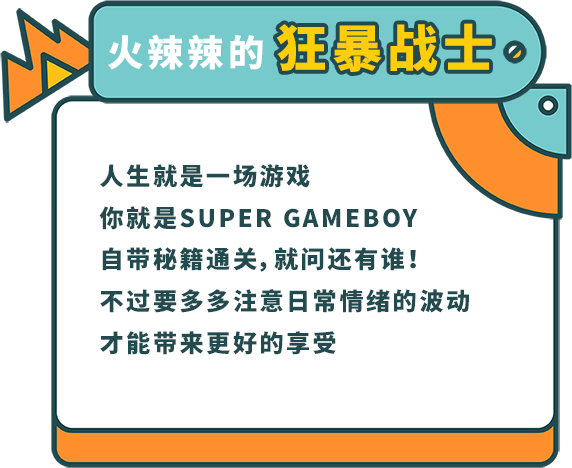 火辣辣的 狂暴战士
人生就是一场游戏
你就是SUPER GAMEBOY
自带秘籍通关，就问还有谁！
不过要多多注意日常情绪的波动
才能带来更好的享受